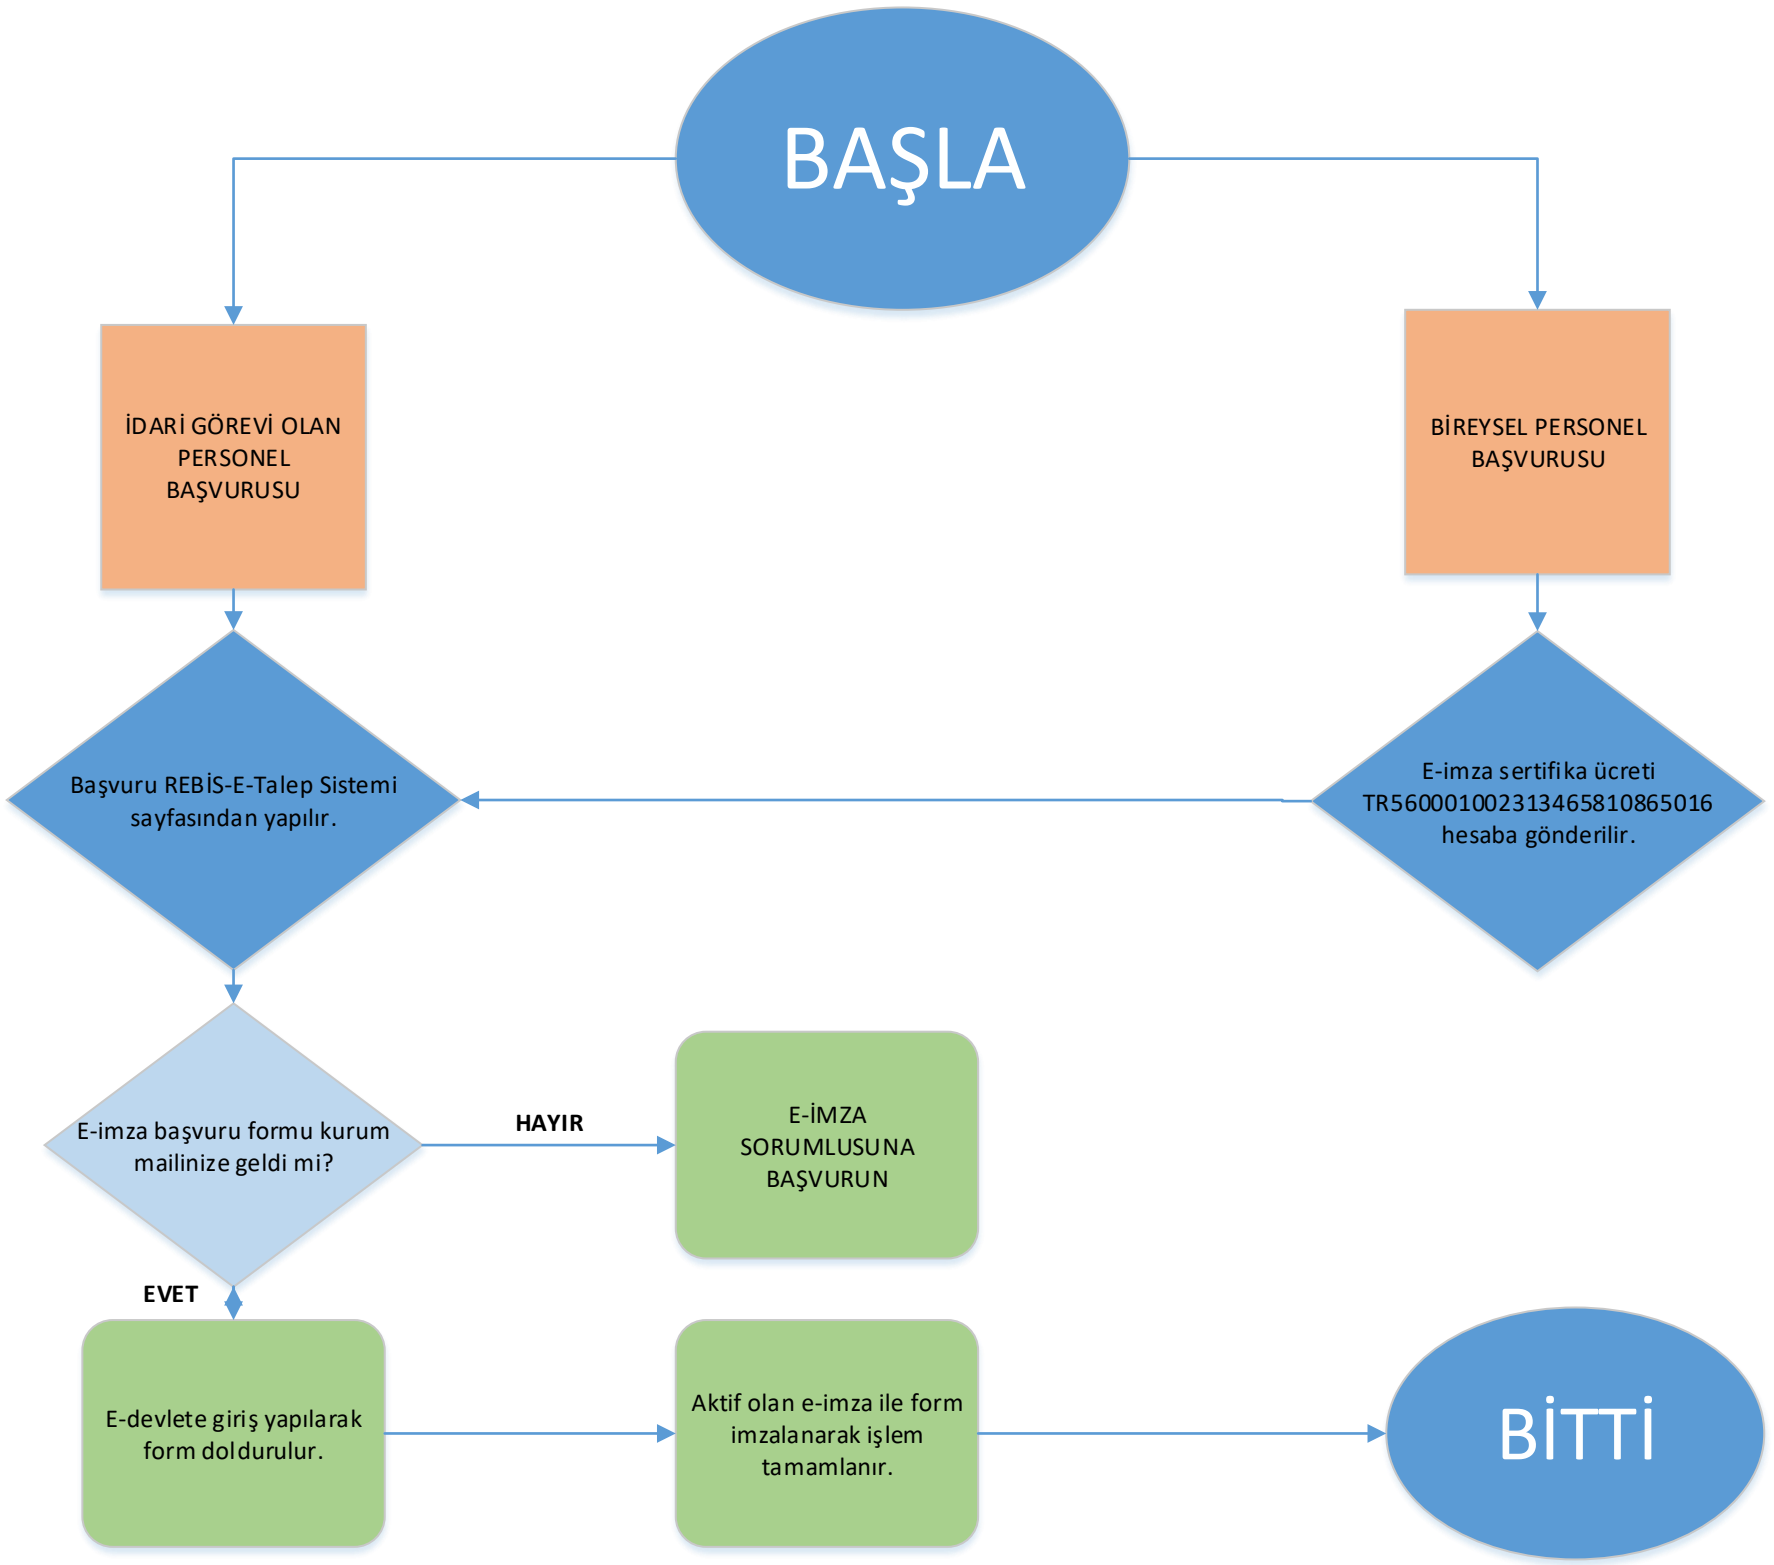 BAŞLA
İDARİ GÖREVİ OLAN
PERSONEL
BAŞVURUSU
BİREYSEL PERSONEL
BAŞVURUSU
Başvuru REBİS-E-Talep Sistemi
sayfasından yapılır.
E-imza sertifika ücreti
TR560001002313465810865016
hesaba gönderilir.
E-imza başvuru formu kurum
mailinize geldi mi?
HAYIR
E-İMZA
SORUMLUSUNA
BAŞVURUN
EVET
E-devlete giriş yapılarak
form doldurulur.
Aktif olan e-imza ile form
imzalanarak işlem
tamamlanır.
BİTTİ